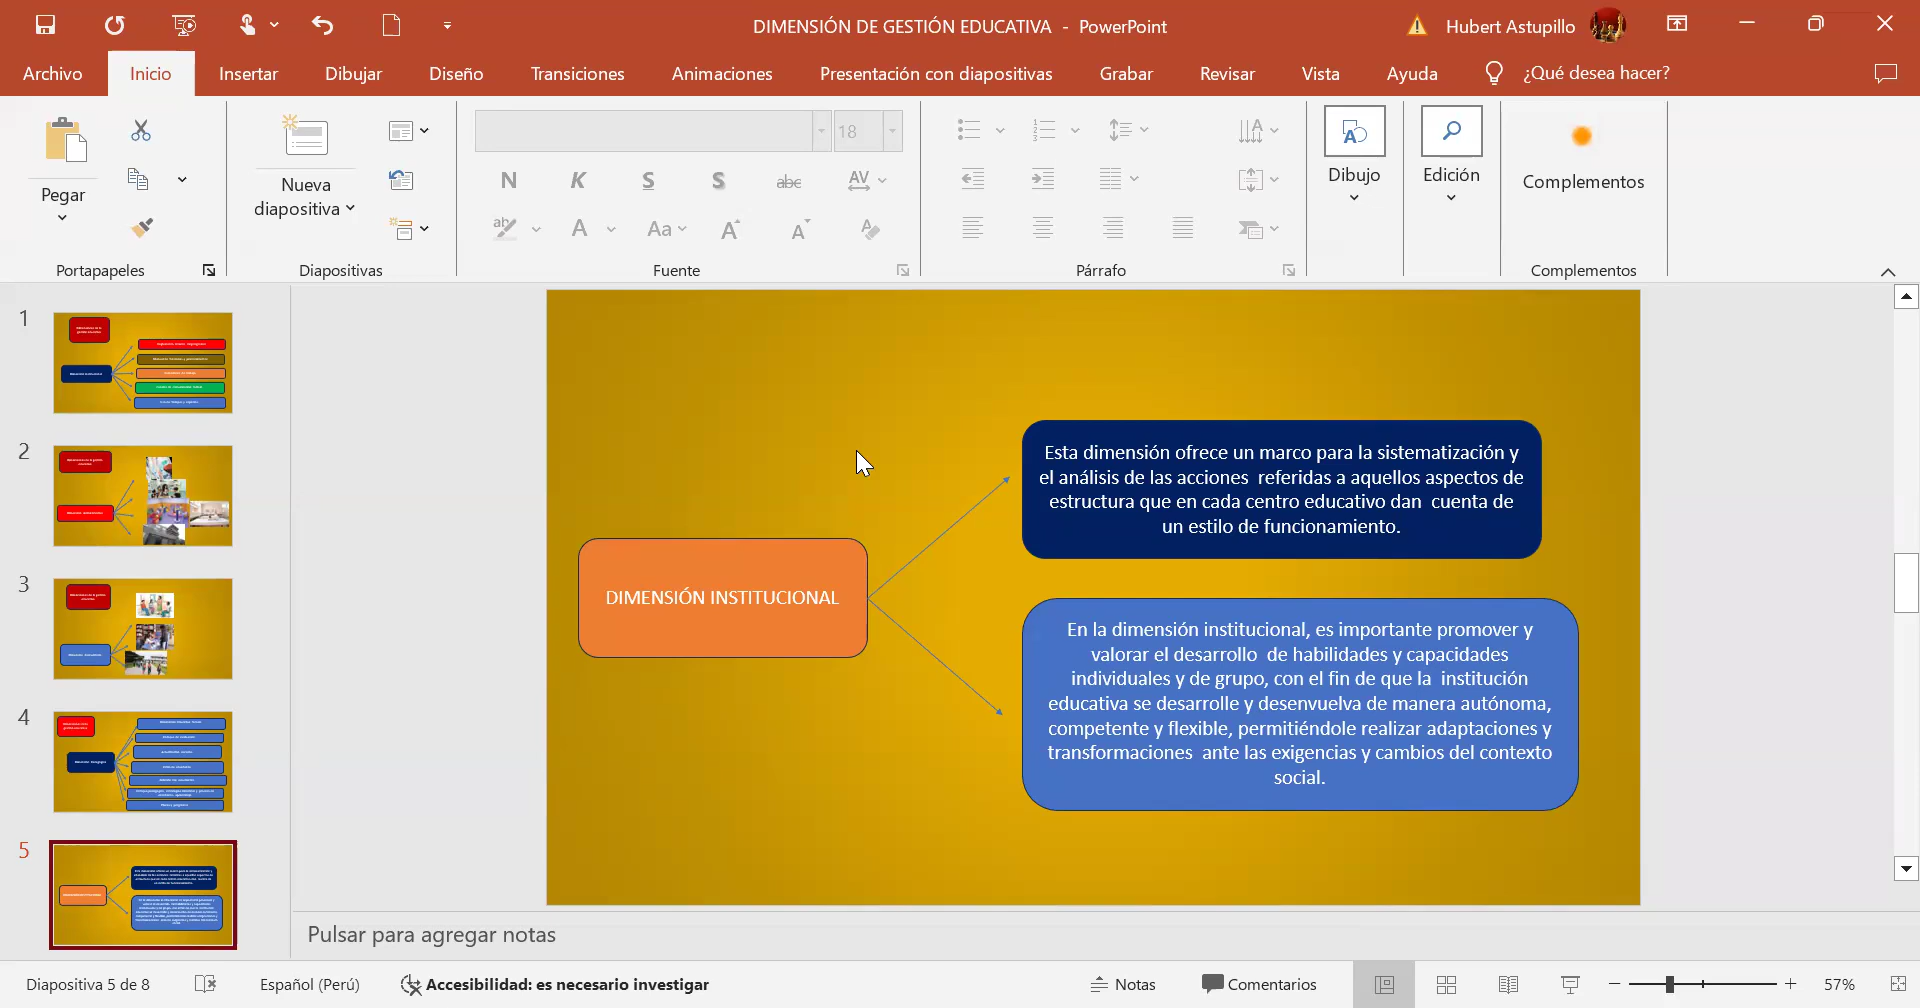 DIMENSIÓN DE GESTIÓN EDUCATIVA - PowerPoint
Hubert Astupillo
Archivo
Inicio
Insertar
Dibujar
Diseño
Transiciones
Animaciones
Presentación con diapositivas
Grabar
Revisar
Vista
Ayuda
¿Qué desea hacer?
Pegar
Nueva
diapositiva
18
N
K
S
S
abc
AV
ab
A
Aa
A
A
A
Dibujo
Edición
Complementos
Portapapeles
Diapositivas
Fuente
Párrafo
Complementos
1
2
3
4
5
DIMENSIÓN INSTITUCIONAL
Esta dimensión ofrece un marco para la sistematización y
el análisis de las acciones referidas a aquellos aspectos de
estructura que en cada centro educativo dan cuenta de
un estilo de funcionamiento.
En la dimensión institucional, es importante promover y
valorar el desarrollo de habilidades y capacidades
individuales y de grupo, con el fin de que la institución
educativa se desarrolle y desenvuelva de manera autónoma,
competente y flexible, permitiéndole realizar adaptaciones y
transformaciones ante las exigencias y cambios del contexto
social.
Pulsar para agregar notas
Diapositiva 5 de 8
Español (Perú)
Accesibilidad: es necesario investigar
Notas
Comentarios
57%